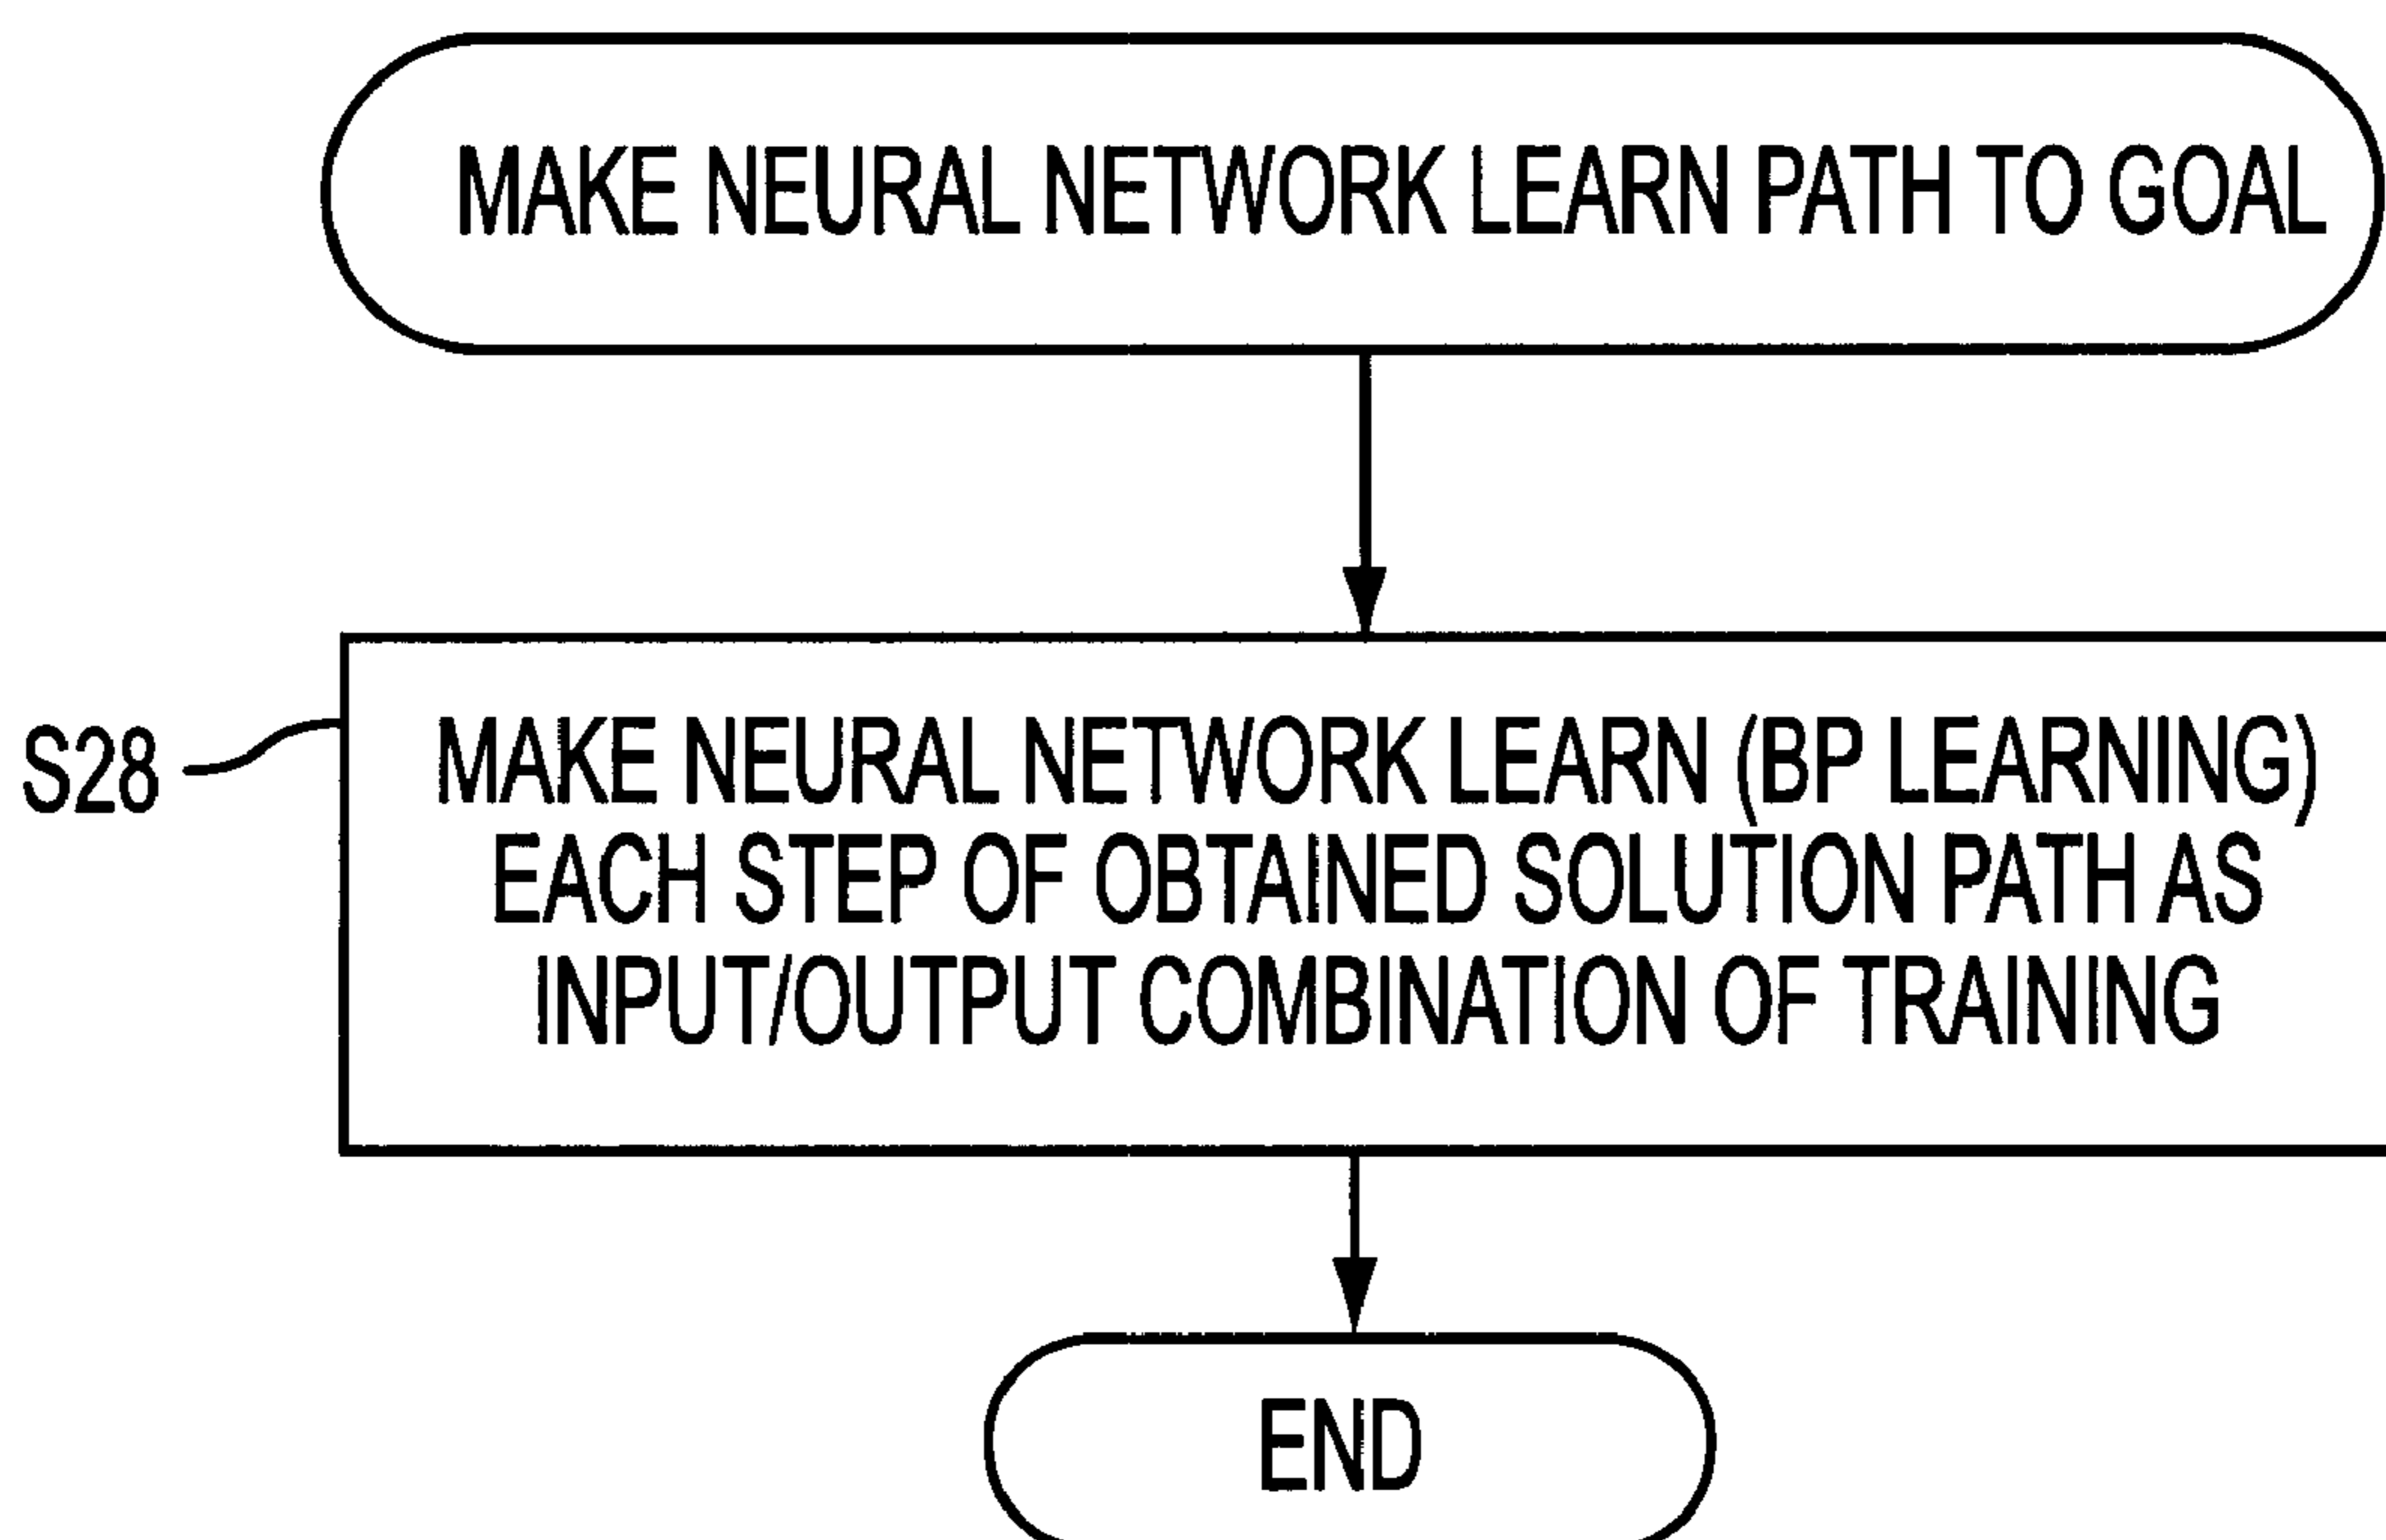 MAKE NEURAL NETWORK LEARN PATH TO GOAL
S28
MAKE NEURAL NETWORK LEARN (BP LEARNING)
EACH STEP OF OBTAINED SOLUTION PATH AS
INPUT/OUTPUT COMBINATION OF TRAINING
END